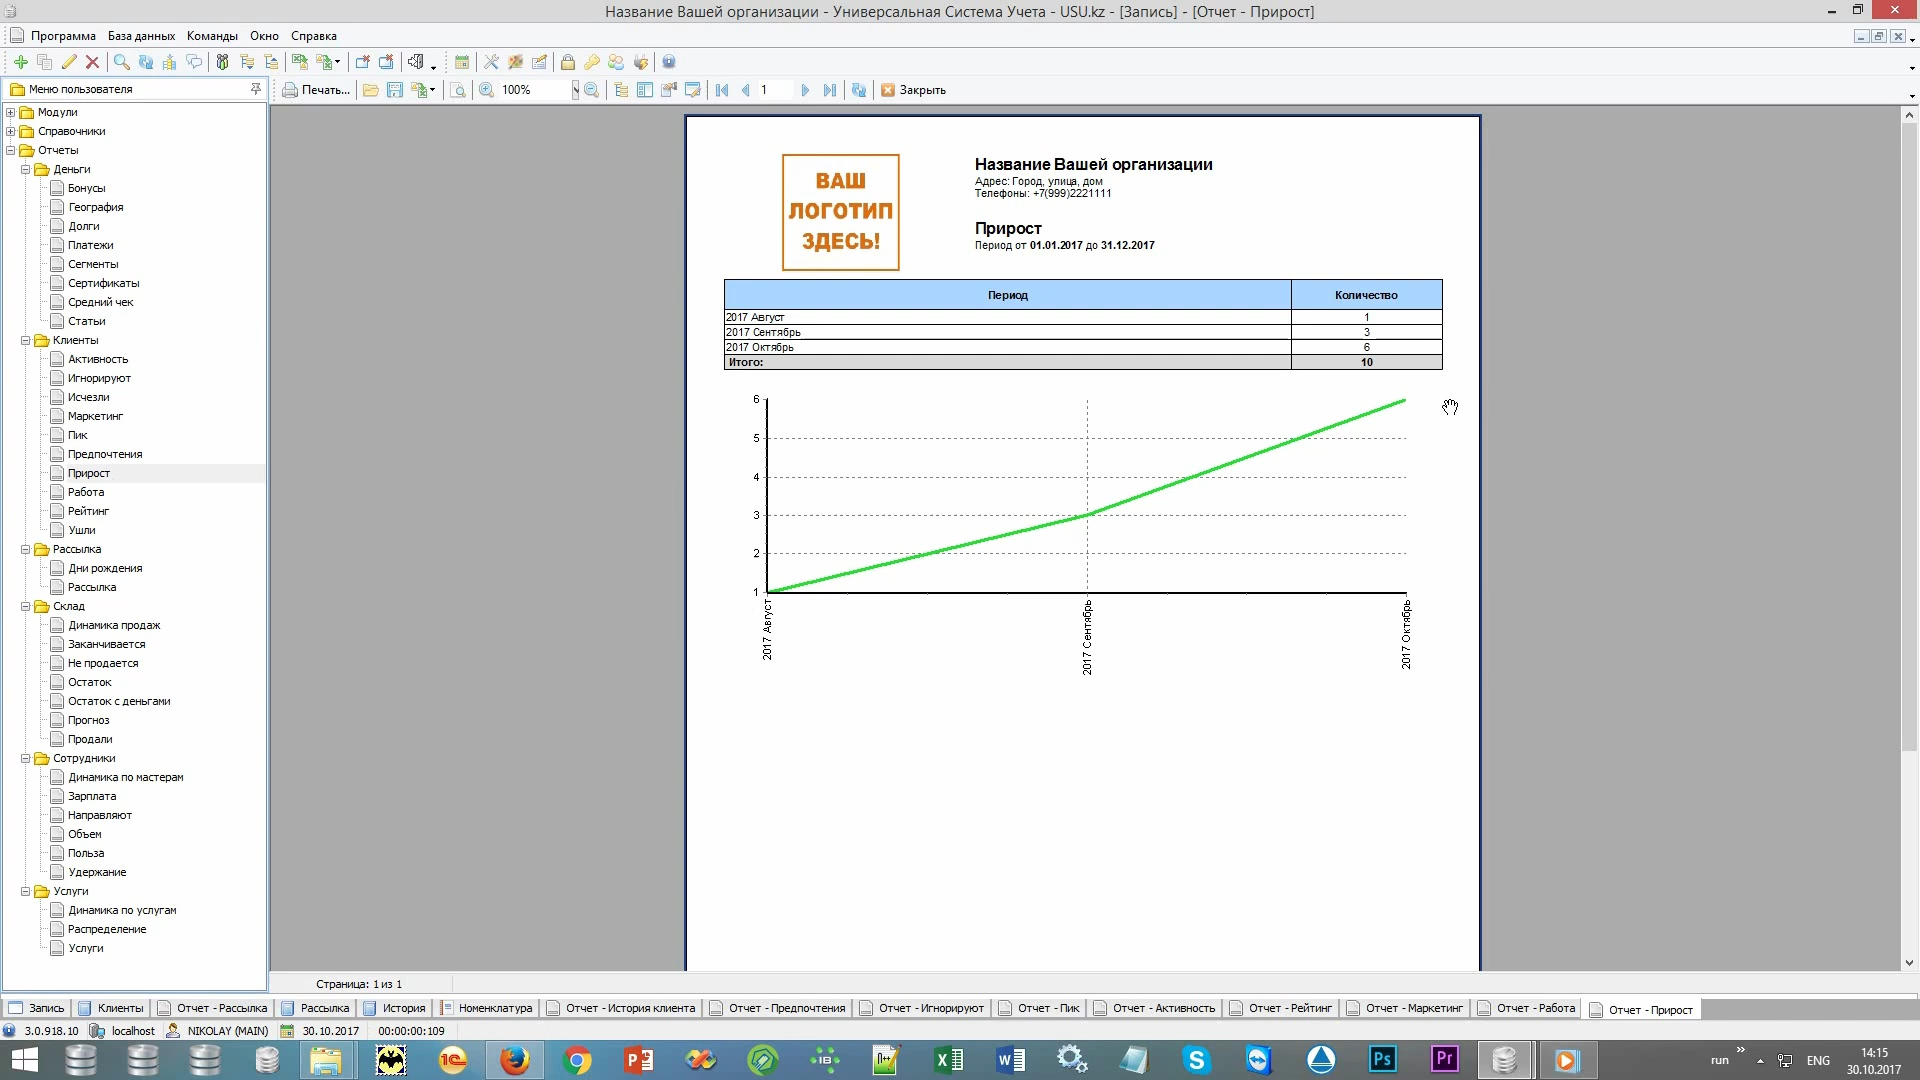 Название Вашей организации - Универсальная Система Учета - USU.kz - [Запись] - [Отчет - Прирост]
Программа База данных Команды Окно Справка
Меню пользователя
Печать... 100% 1 Закрыть
Модули
Справочники
Отчеты
Деньги
Бонусы
География
Долги
Платежи
Сегменты
Сертификаты
Средний чек
Статьи
Клиенты
Активность
Игнорируют
Исчезли
Маркетинг
Пик
Предпочтения
Прирост
Работа
Рейтинг
Ушли
Рассылка
Дни рождения
Рассылка
Склад
Динамика продаж
Заканчивается
Не продается
Остаток
Остаток с деньгами
Прогноз
Продали
Сотрудники
Динамика по мастерам
Зарплата
Направляют
Объем
Польза
Удержание
Услуги
Динамика по услугам
Распределение
Услуги
ВАШ
ЛОГОТИП
ЗДЕСЬ!
Название Вашей организации
Адрес: Город, улица, дом
Телефоны: +7(999)2221111
Прирост
Период от 01.01.2017 до 31.12.2017
Период Количество
2017 Август 1
2017 Сентябрь 3
2017 Октябрь 6
Итого: 10
6
5
4
3
2
1
2017 Август
2017 Сентябрь
2017 Октябрь
Страница: 1 из 1
Запись Клиенты Отчет - Рассылка Рассылка История Номенклатура Отчет - История клиента Отчет - Предпочтения Отчет - Игнорируют Отчет - Пик Отчет - Активность Отчет - Рейтинг Отчет - Маркетинг Отчет - Работа Отчет - Прирост
3.0.918.10 localhost NIKOLAY (MAIN) 30.10.2017 00:00:00:109
run ENG 14:15
30.10.2017